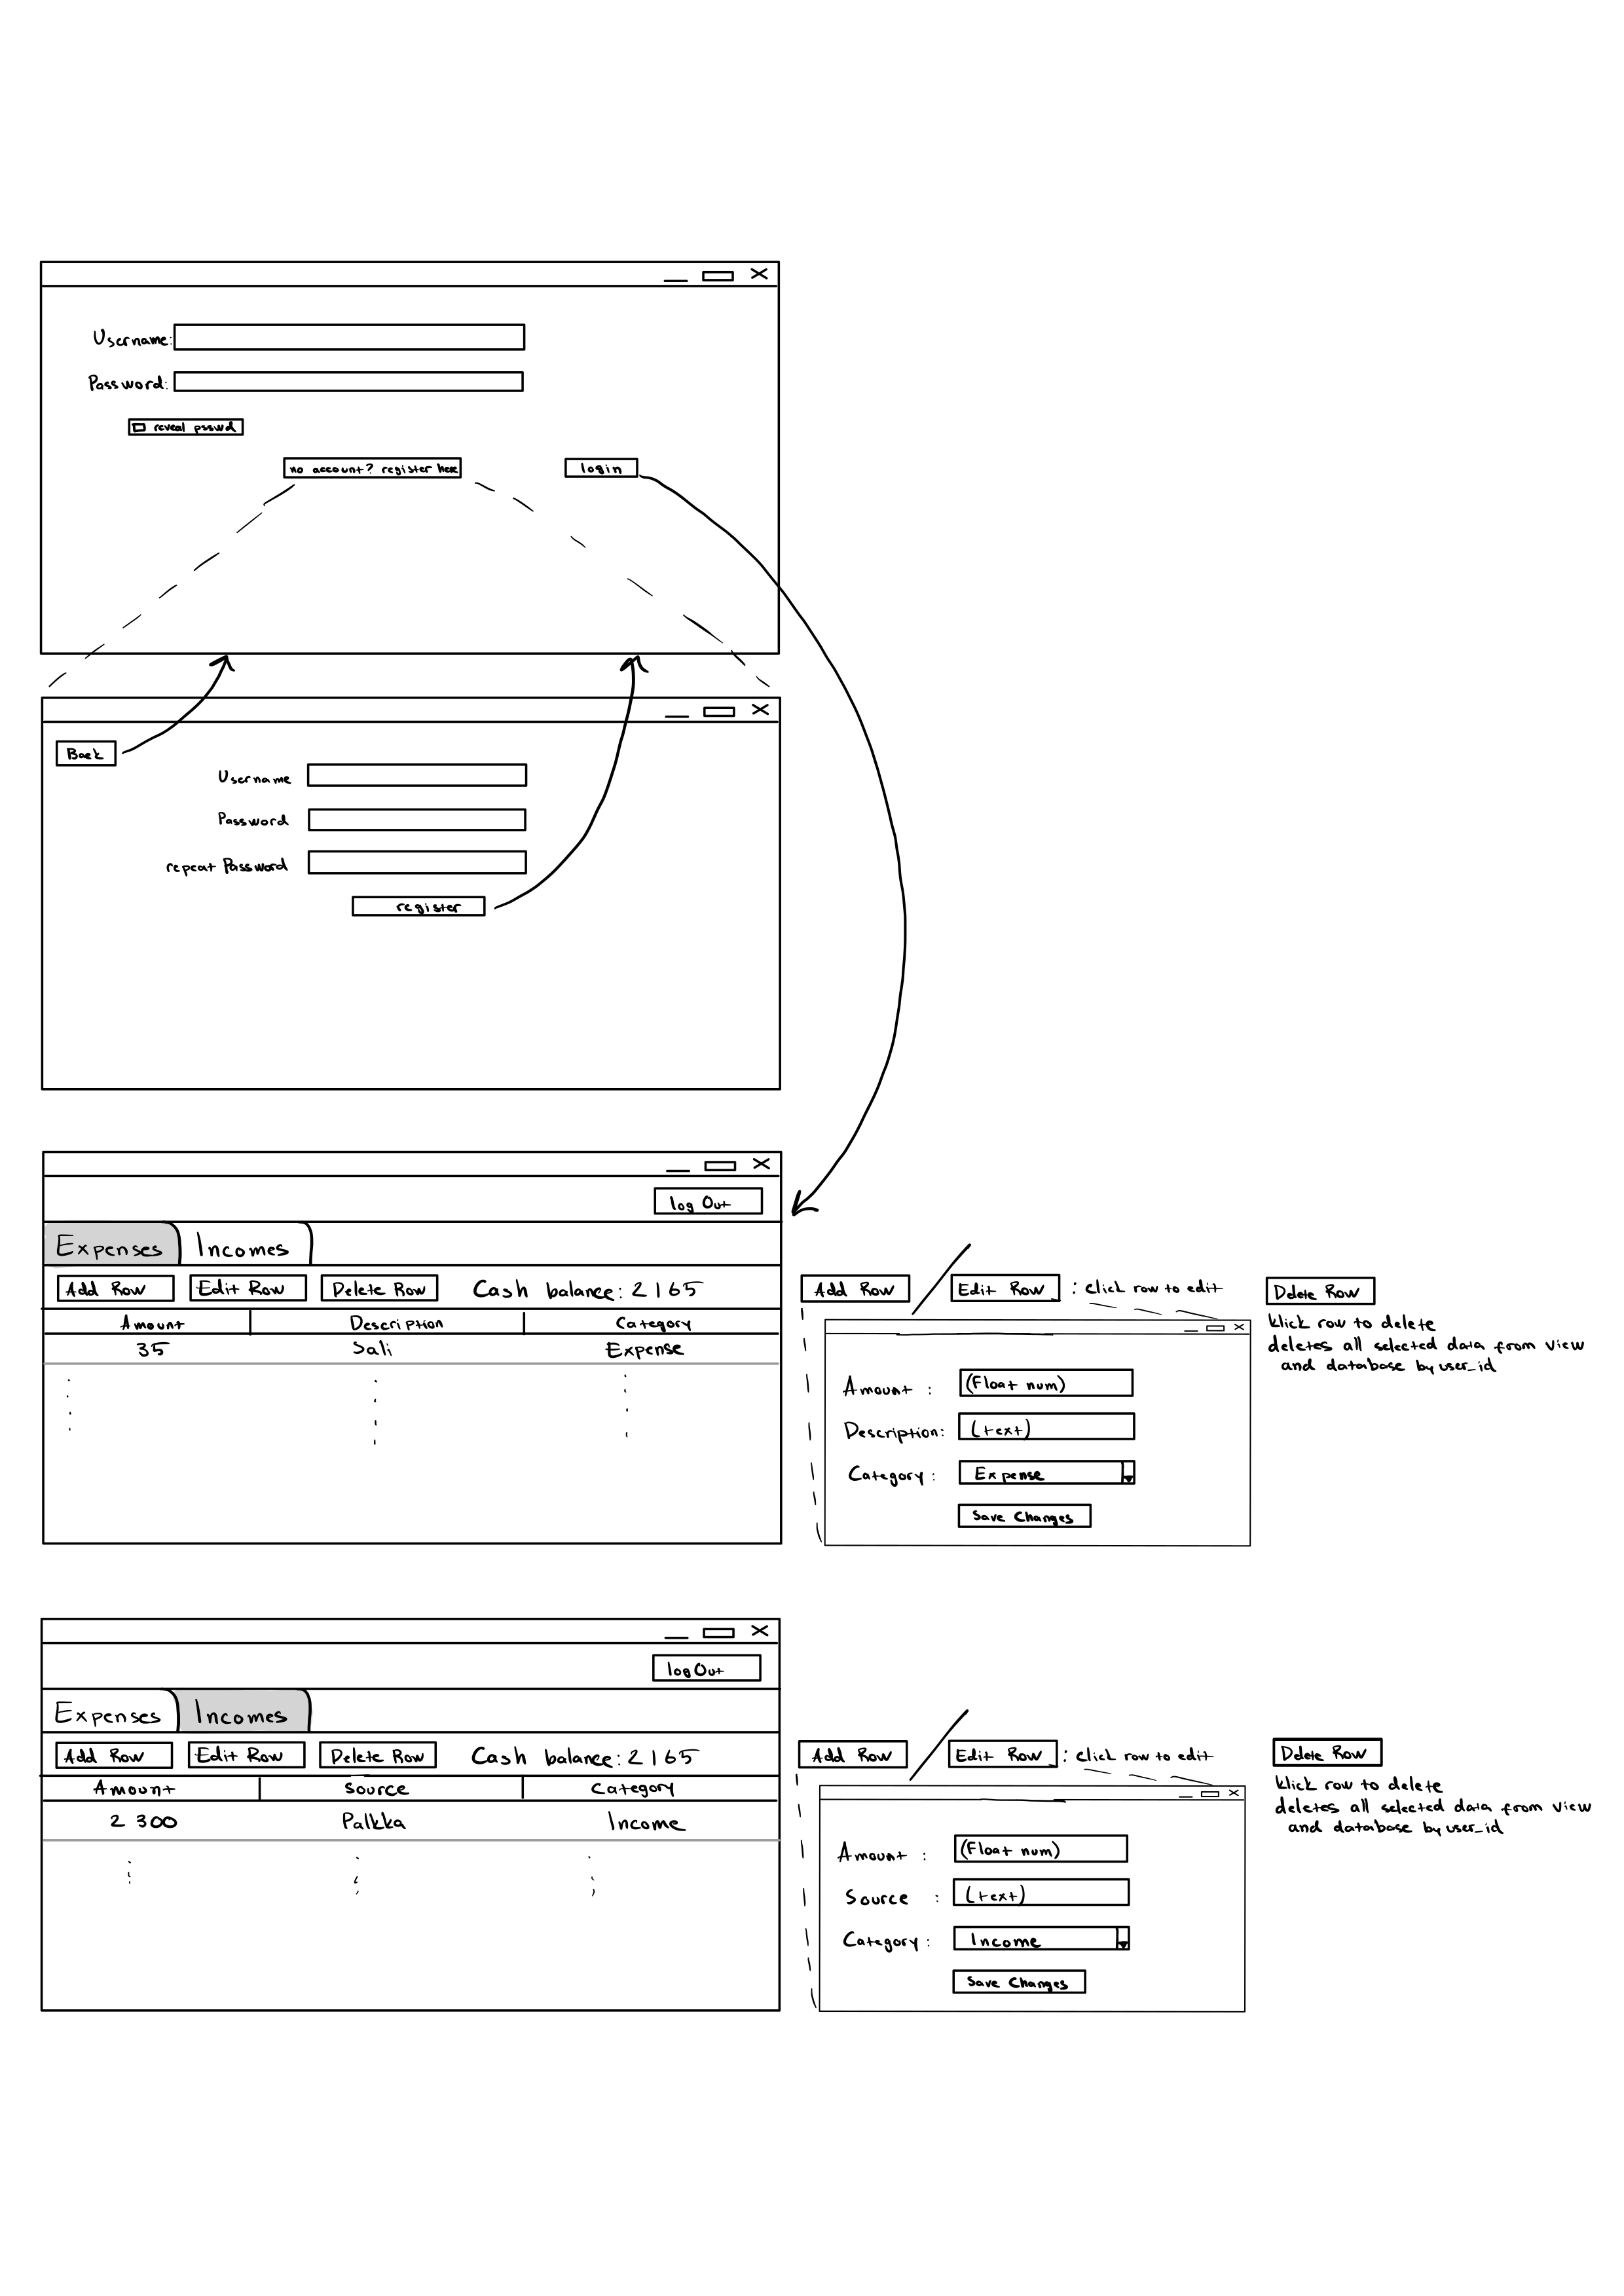 Username:
Password:
reveal psswd
no account? register here
login
Back
Username
Password
repeat Password
register
log Out
Expenses Incomes
Add Row Edit Row Delete Row Cash balance: 2165
Amount Description Category
35 Sali Expense
Add Row / Edit Row : Click row to edit
Amount : (Float num)
Description: (text)
Category : Expense
Save Changes
Delete Row
klick row to delete
deletes all selected data from view
and database by user_id
log Out
Expenses Incomes
Add Row Edit Row Delete Row Cash balance: 2165
Amount Source Category
2 300 Palkka Income
Add Row / Edit Row : Click row to edit
Amount : (Float num)
Source : (text)
Category : Income
Save Changes
Delete Row
klick row to delete
deletes all selected data from view
and database by user_id